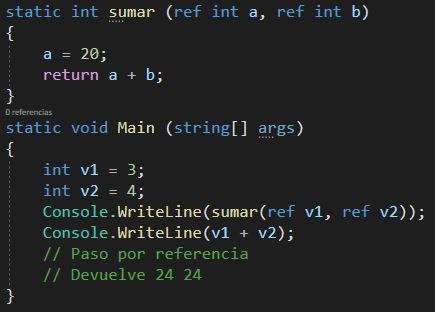 static int sumar (ref int a, ref int b)
{
a = 20;
return a + b;
}
0 referencias
static void Main (string[] args)
{
int v1 = 3;
int v2 = 4;
Console.WriteLine(sumar(ref v1, ref v2));
Console.WriteLine(v1 + v2);
// Paso por referencia
// Devuelve 24 24
}